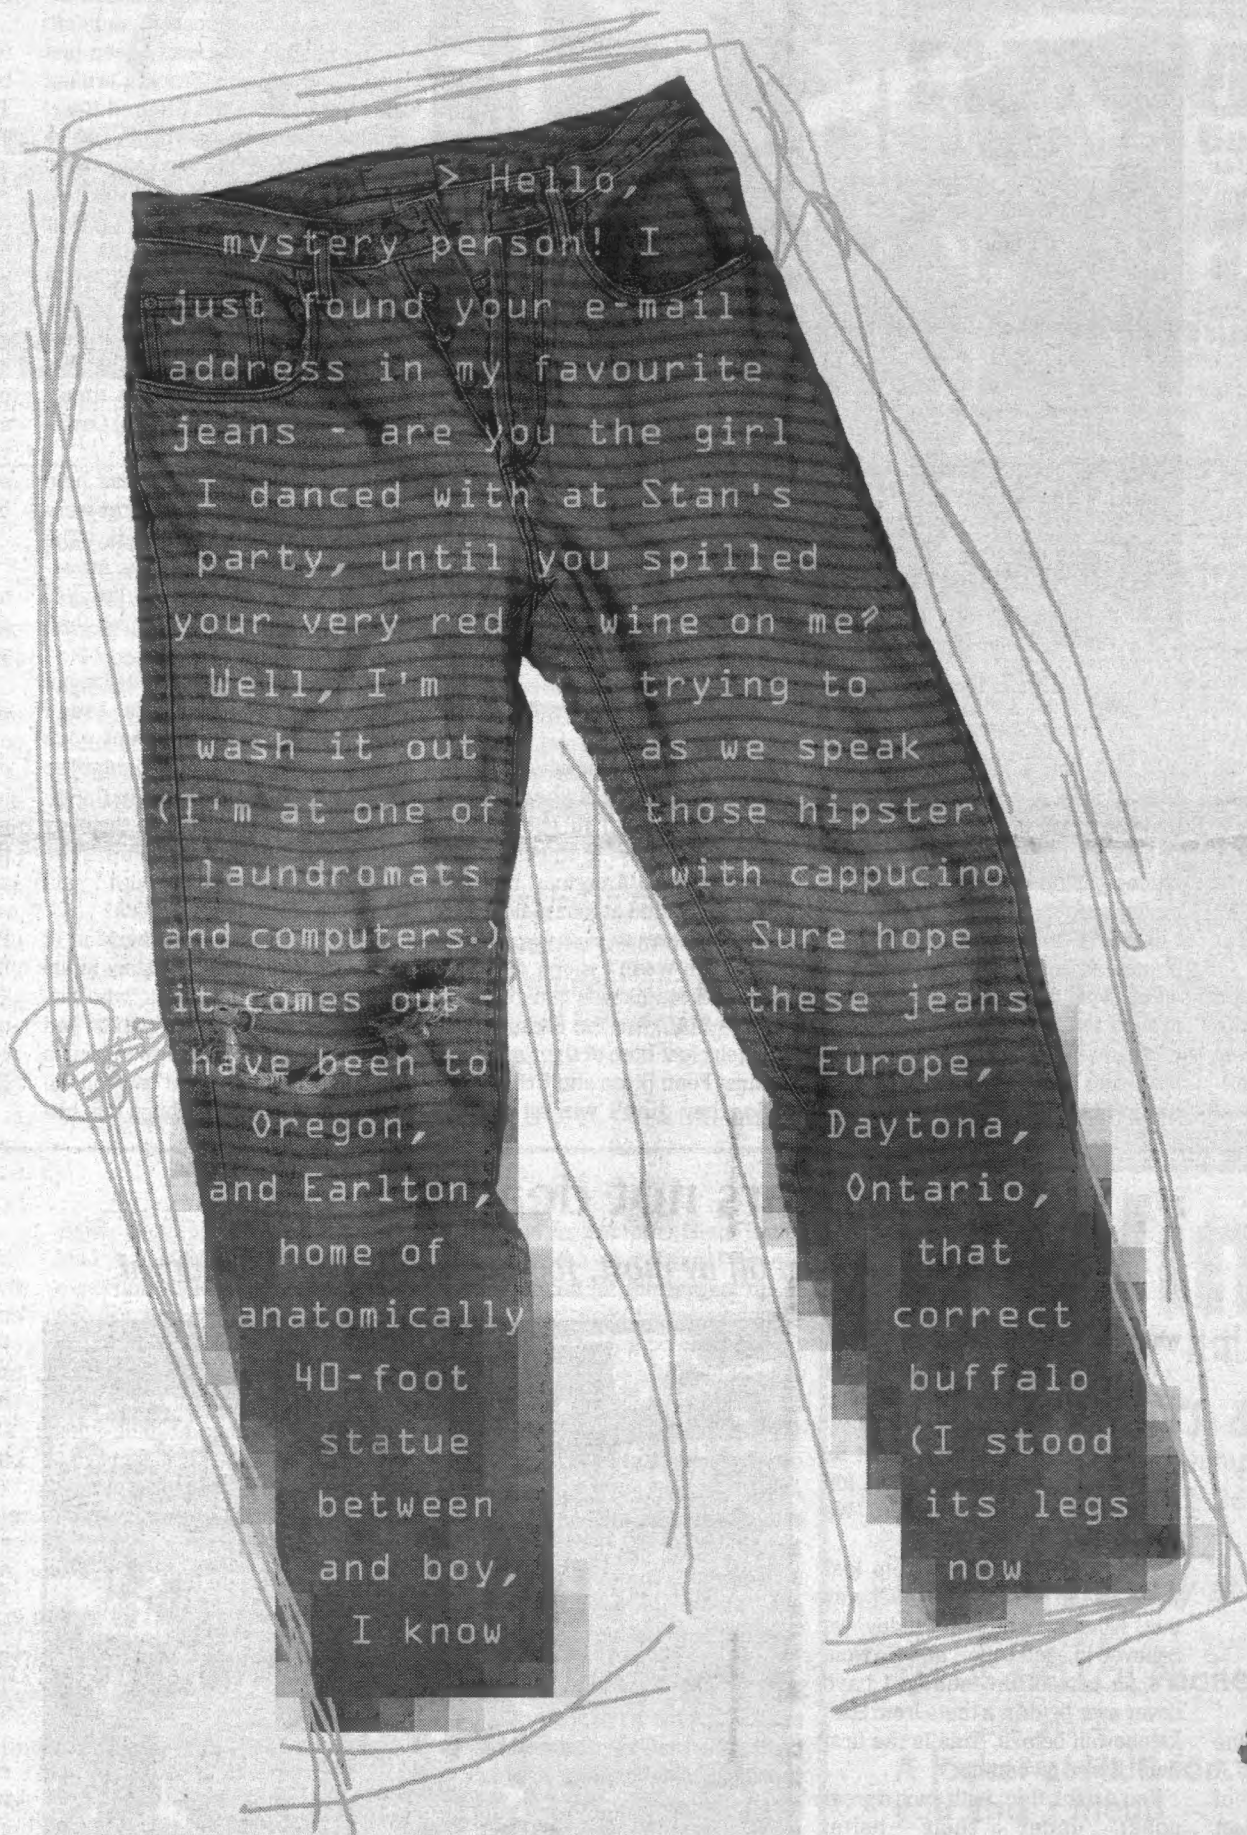 > Hello,
mystery person! I
just found your e-mail
address in my favourite
jeans - are you the girl
I danced with at Stan's
party, until you spilled
your very red wine on me?
Well, I'm trying to
wash it out as we speak
(I'm at one of those hipster
laundromats with cappucino
and computers.) Sure hope
it comes out - these jeans
have been to Europe,
Oregon, Daytona,
and Earlton, Ontario,
home of that
anatomically correct
40-foot buffalo
statue (I stood
between its legs
and boy, now
I know